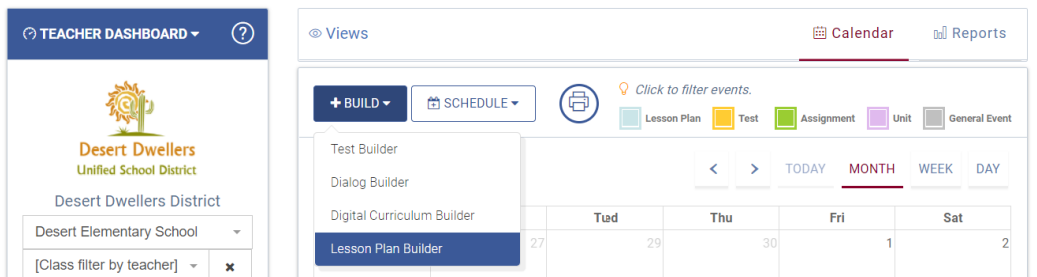 TEACHER DASHBOARD
?
Desert Dwellers
Unified School District
Desert Dwellers District
Desert Elementary School
[Class filter by teacher]
Views
Calendar
Reports
+ BUILD
SCHEDULE
Click to filter events.
Lesson Plan
Test
Assignment
Unit
General Event
Test Builder
Dialog Builder
Digital Curriculum Builder
Lesson Plan Builder
< > TODAY MONTH WEEK DAY
Thu Fri Sat
27 29 30 1 2